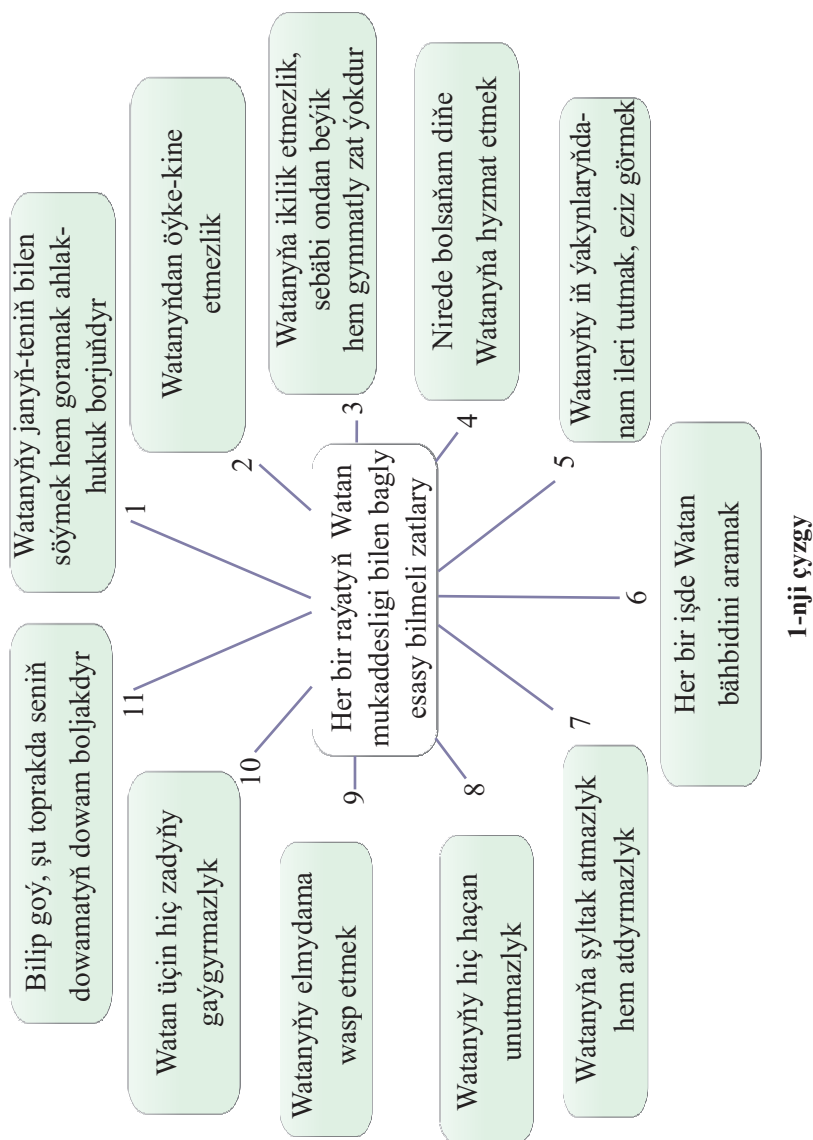 Her bir raýatyň Watan
mukaddesligi bilen bagly
esasy bilmeli zatlary
1
Watanyňy janyň-teniň bilen
söýmek hem goramak ahlak-
hukuk borjuňdyr
2
Watanyňdan öýke-kine
etmezlik
3
Watanyňa ikilik etmezlik,
sebäbi ondan beýik
hem gymmatly zat ýokdur
4
Nirede bolsaňam diňe
Watanyňa hyzmat etmek
5
Watanyňy iň ýakynlaryňda-
nam ileri tutmak, eziz görmek
6
Her bir işde Watan
bähbidini aramak
7
Watanyňa şyltak atmazlyk
hem atdyrmazlyk
8
Watanyňy hiç haçan
unutmazlyk
9
Watanyňy elmydama
wasp etmek
10
Watan üçin hiç zadyňy
gaýgyrmazlyk
11
Bilip goý, şu toprakda seniň
dowamatyň dowam boljakdyr
1-nji çyzgy